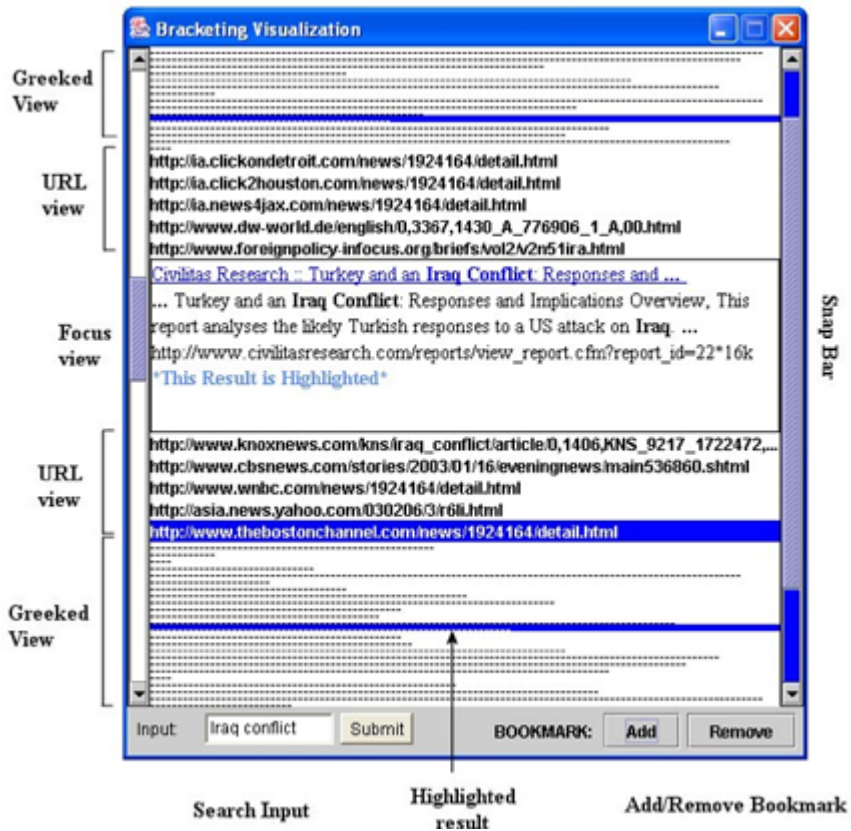 Bracketing Visualization
Greeked
View
http://ia.clickondetroit.com/news/1924164/detail.html
http://ia.click2houston.com/news/1924164/detail.html
http://ia.news4jax.com/news/1924164/detail.html
http://www.dw-world.de/english/0,3367,1430_A_776906_1_A,00.html
http://www.foreignpolicy-infocus.org/briefs/vol2/v2n51ira.html
URL
view
Civilitas Research :: Turkey and an Iraq Conflict: Responses and ...
... Turkey and an Iraq Conflict: Responses and Implications Overview, This
report analyses the likely Turkish responses to a US attack on Iraq. ...
http://www.civilitasresearch.com/reports/view_report.cfm?report_id=22*16k
*This Result is Highlighted*
Focus
view
Snap Bar
http://www.knoxnews.com/kns/iraq_conflict/article/0,1406,KNS_9217_1722472,...
http://www.cbsnews.com/stories/2003/01/16/eveningnews/main536860.shtml
http://www.wnbc.com/news/1924164/detail.html
http://asia.news.yahoo.com/030206/3/r6li.html
http://www.thebostonchannel.com/news/1924164/detail.html
URL
view
Greeked
View
Input: Iraq conflict Submit BOOKMARK: Add Remove
Search Input
Highlighted
result
Add/Remove Bookmark